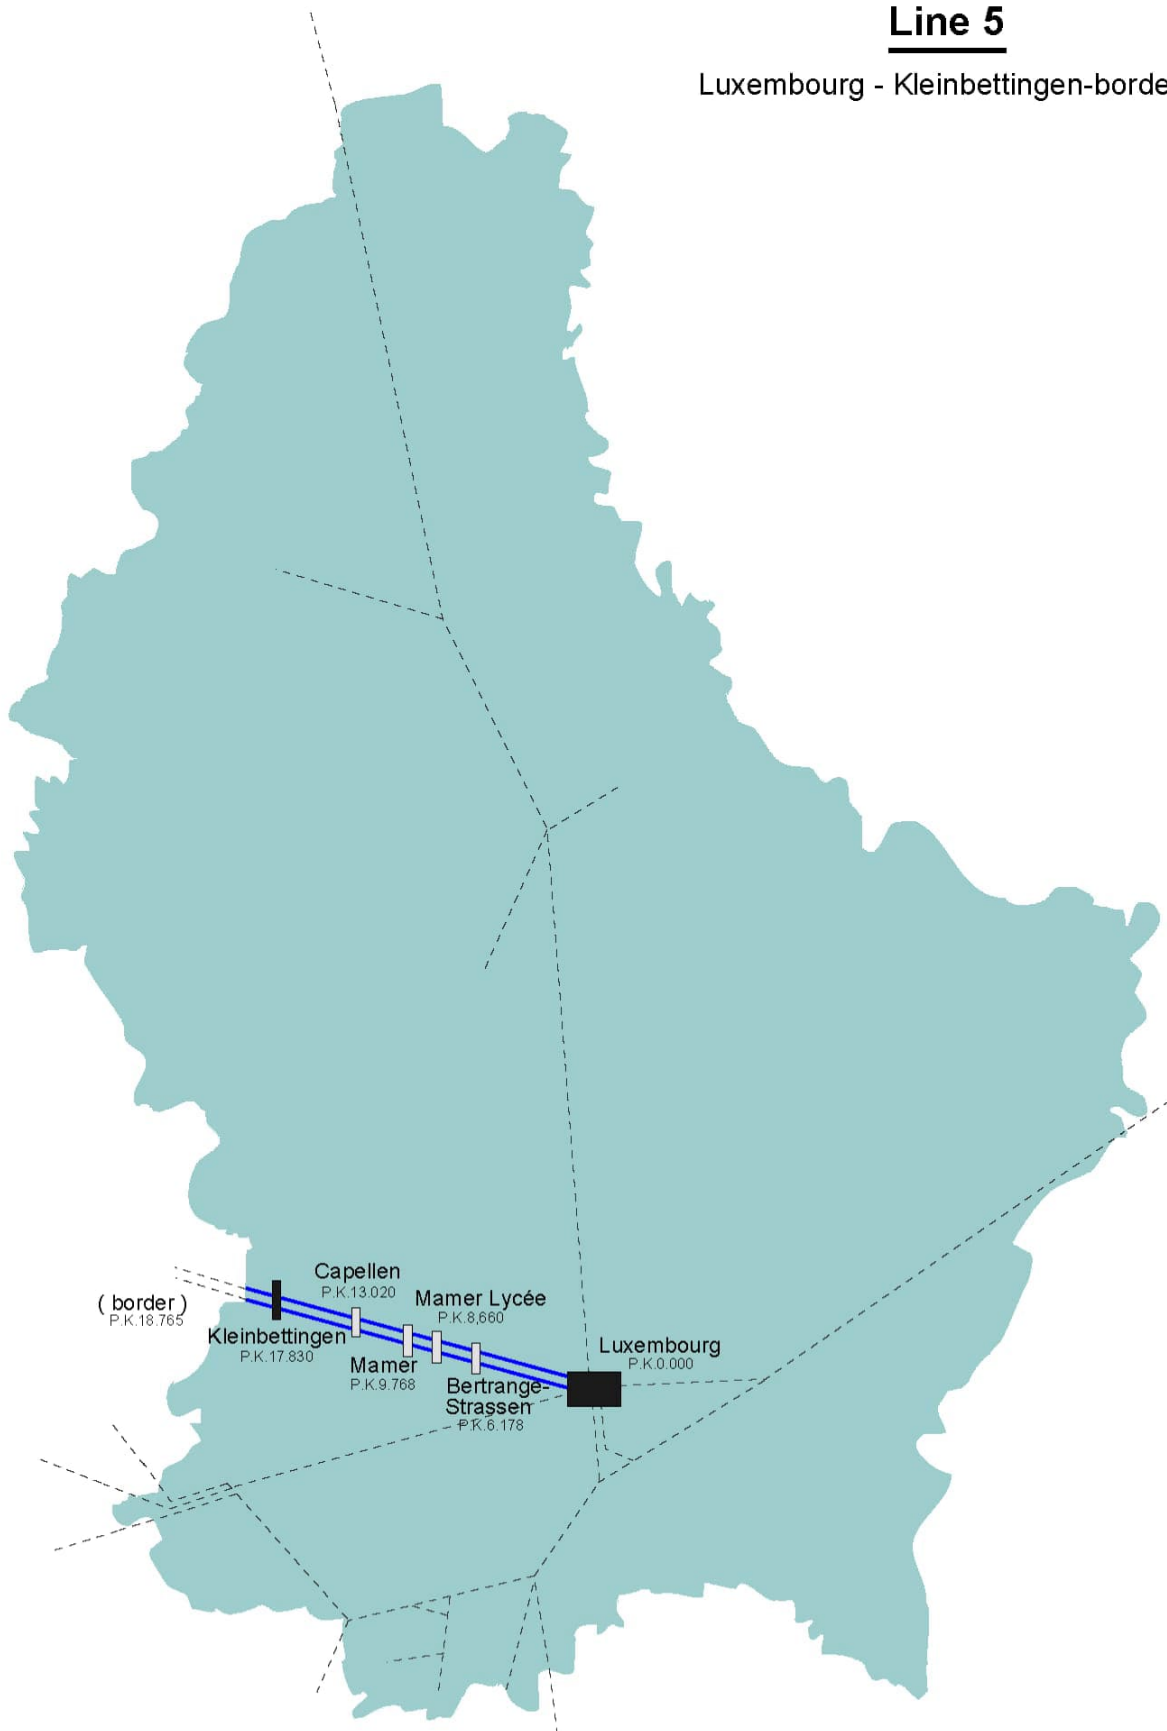 Line 5
Luxembourg - Kleinbettingen-borde
Capellen
P.K.13.020
Mamer Lycée
P.K.8,660
( border )
P.K.18.765
Kleinbettingen
P.K.17.830
Mamer
P.K.9.768
Luxembourg
P.K.0.000
Bertrange-
Strassen
P.K.6.178